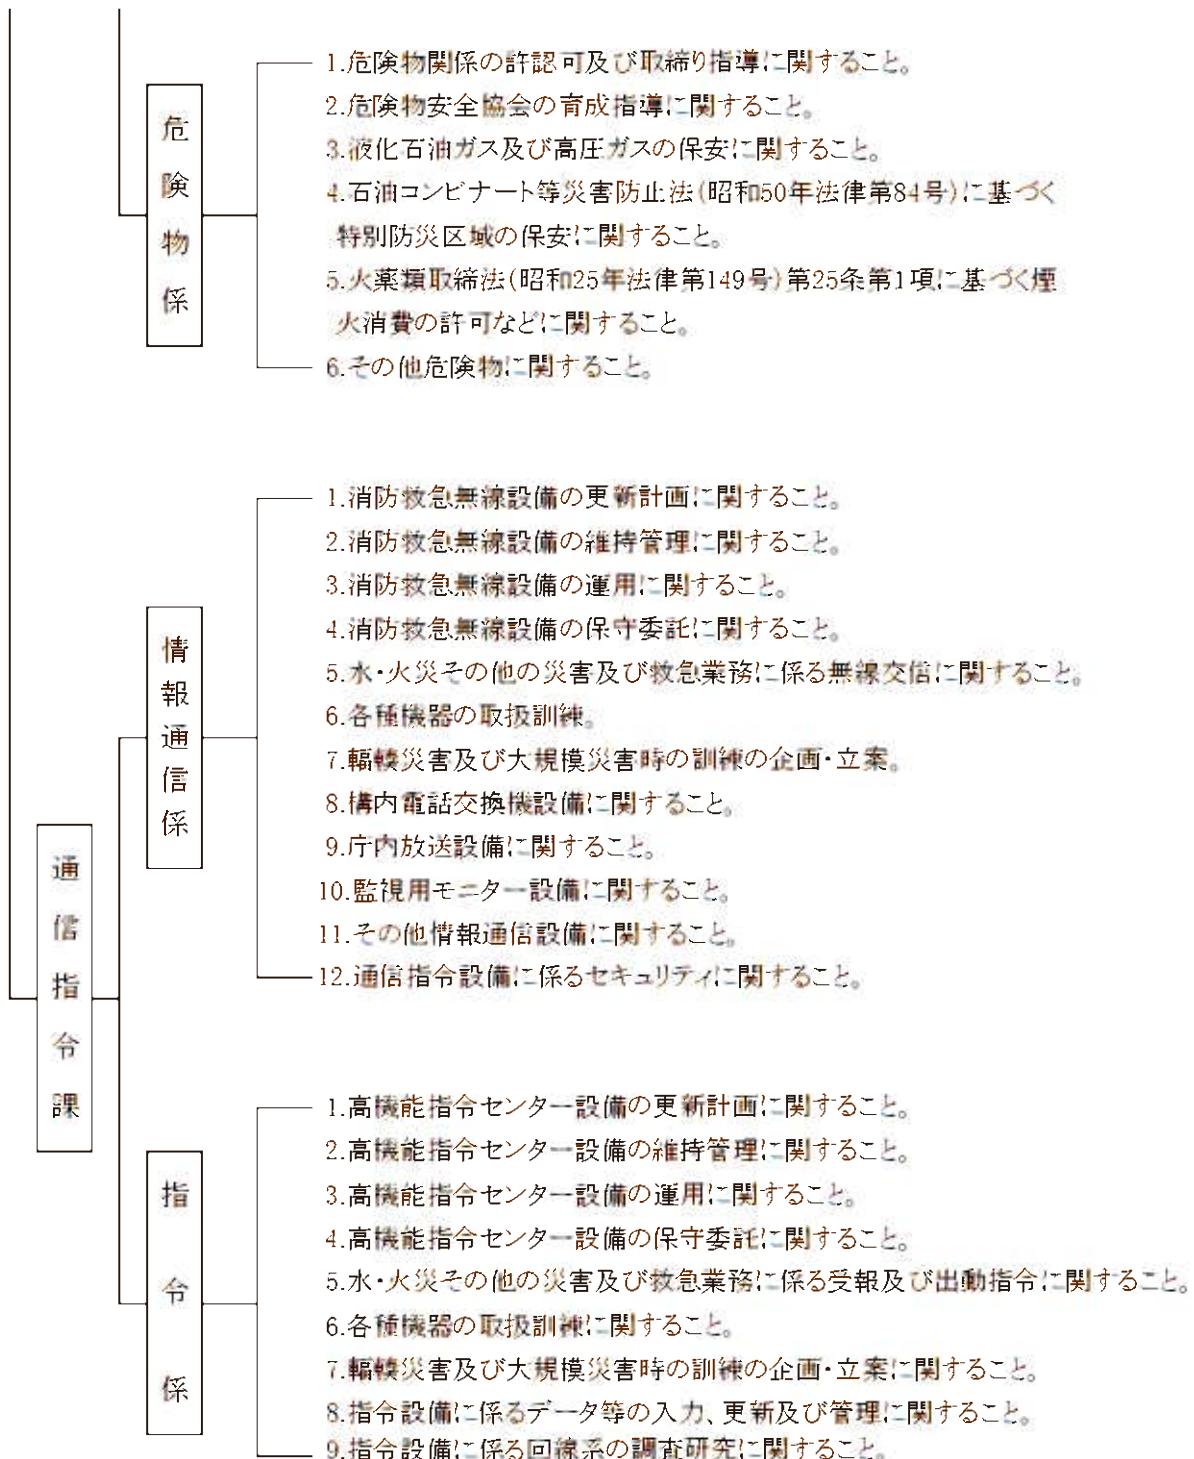 危険物係
1.危険物関係の許認可及び取締り指導に関すること。
2.危険物安全協会の育成指導に関すること。
3.液化石油ガス及び高圧ガスの保安に関すること。
4.石油コンビナート等災害防止法(昭和50年法律第84号)に基づく
特別防災区域の保安に関すること。
5.火薬類取締法(昭和25年法律第149号)第25条第1項に基づく煙
火消費の許可などに関すること。
6.その他危険物に関すること。
通信指令課
情報通信係
1.消防救急無線設備の更新計画に関すること。
2.消防救急無線設備の維持管理に関すること。
3.消防救急無線設備の運用に関すること。
4.消防救急無線設備の保守委託に関すること。
5.水・火災その他の災害及び救急業務に係る無線交信に関すること。
6.各種機器の取扱訓練。
7.輻輳災害及び大規模災害時の訓練の企画・立案。
8.構内電話交換機設備に関すること。
9.庁内放送設備に関すること。
10.監視用モニター設備に関すること。
11.その他情報通信設備に関すること。
12.通信指令設備に係るセキュリティに関すること。
指令係
1.高機能指令センター設備の更新計画に関すること。
2.高機能指令センター設備の維持管理に関すること。
3.高機能指令センター設備の運用に関すること。
4.高機能指令センター設備の保守委託に関すること。
5.水・火災その他の災害及び救急業務に係る受報及び出動指令に関すること。
6.各種機器の取扱訓練に関すること。
7.輻輳災害及び大規模災害時の訓練の企画・立案に関すること。
8.指令設備に係るデータ等の入力、更新及び管理に関すること。
9.指令設備に係る回線系の調査研究に関すること。